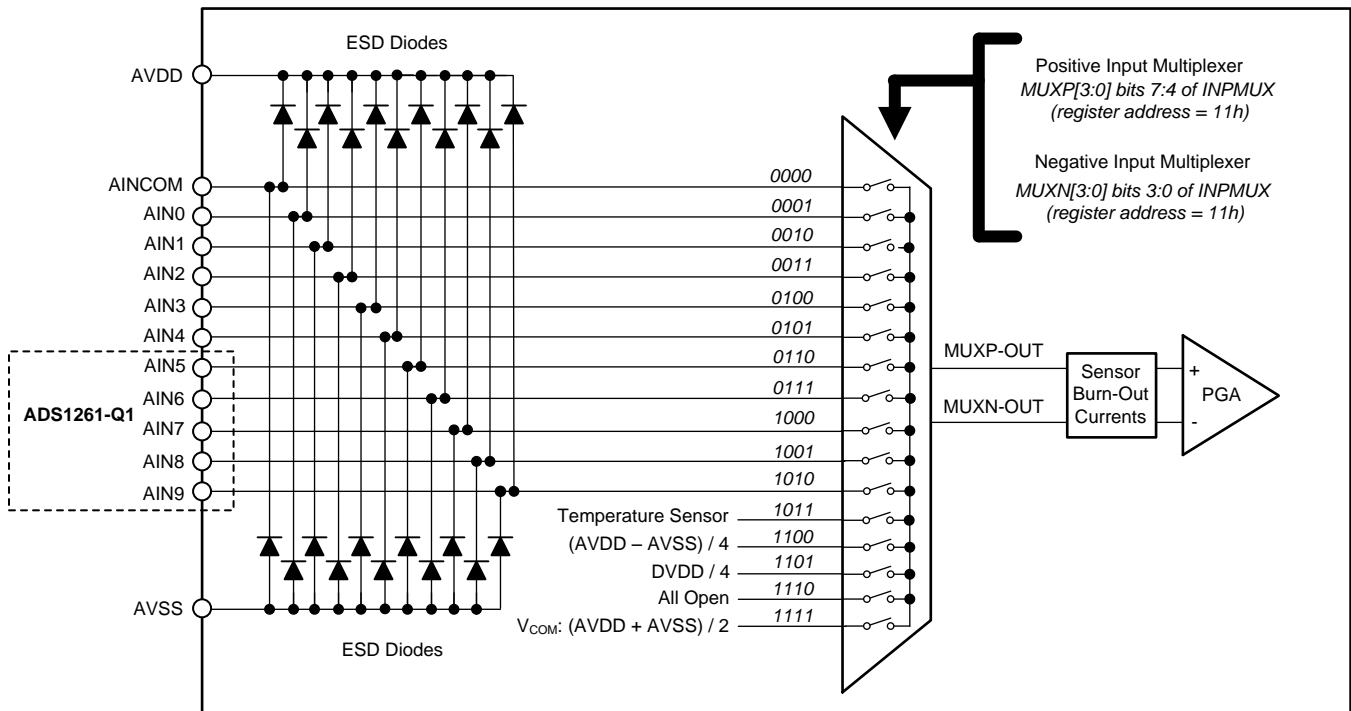 ESD Diodes
AVDD
Positive Input Multiplexer
MUXP[3:0] bits 7:4 of INPMUX
(register address = 11h)
Negative Input Multiplexer
MUXN[3:0] bits 3:0 of INPMUX
(register address = 11h)
AINCOM
0000
AIN0
0001
AIN1
0010
AIN2
0011
AIN3
0100
AIN4
0101
AIN5
0110
AIN6
0111
AIN7
1000
AIN8
1001
AIN9
1010
ADS1261-Q1
Temperature Sensor
1011
(AVDD – AVSS) / 4
1100
DVDD / 4
1101
All Open
1110
VCOM: (AVDD + AVSS) / 2
1111
MUXP-OUT
MUXN-OUT
Sensor
Burn-Out
Currents
+
PGA
-
AVSS
ESD Diodes